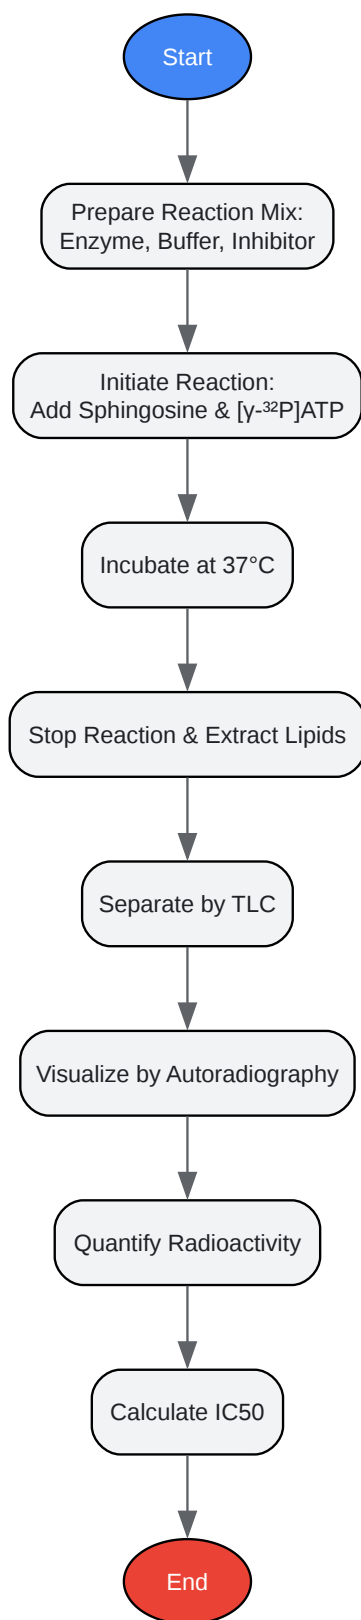 Start
Prepare Reaction Mix:
Enzyme, Buffer, Inhibitor
Initiate Reaction:
Add Sphingosine & [γ-³²P]ATP
Incubate at 37°C
Stop Reaction & Extract Lipids
Separate by TLC
Visualize by Autoradiography
Quantify Radioactivity
Calculate IC50
End